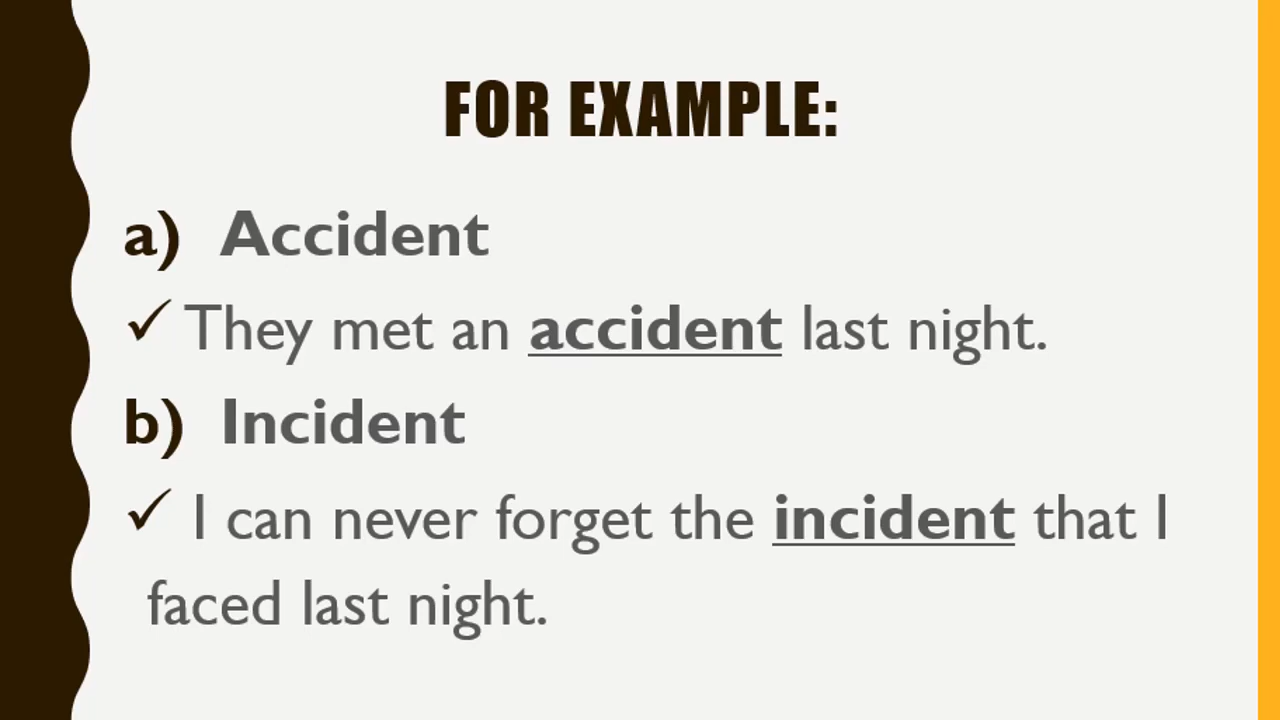 FOR EXAMPLE:
a) Accident
✓ They met an accident last night.
b) Incident
✓ I can never forget the incident that I
faced last night.